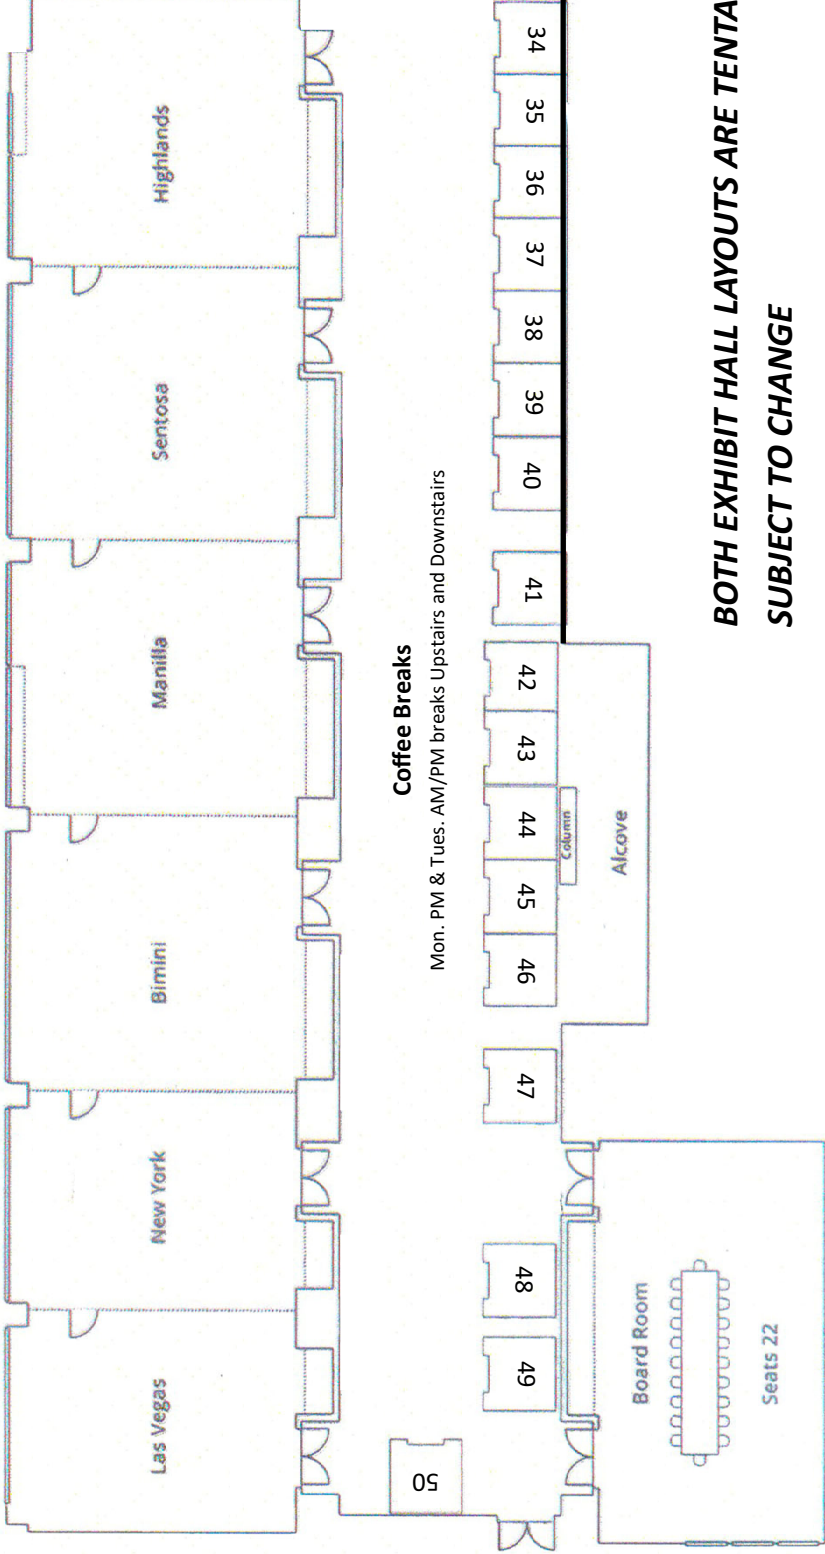 Highlands
Sentosa
Manilla
Bimini
New York
Las Vegas
Coffee Breaks
Mon. PM & Tues. AM/PM breaks Upstairs and Downstairs
34
35
36
37
38
39
40
41
42
43
44
45
46
47
48
49
50
Column
Alcove
Board Room
Seats 22
BOTH EXHIBIT HALL LAYOUTS ARE TENTA
SUBJECT TO CHANGE